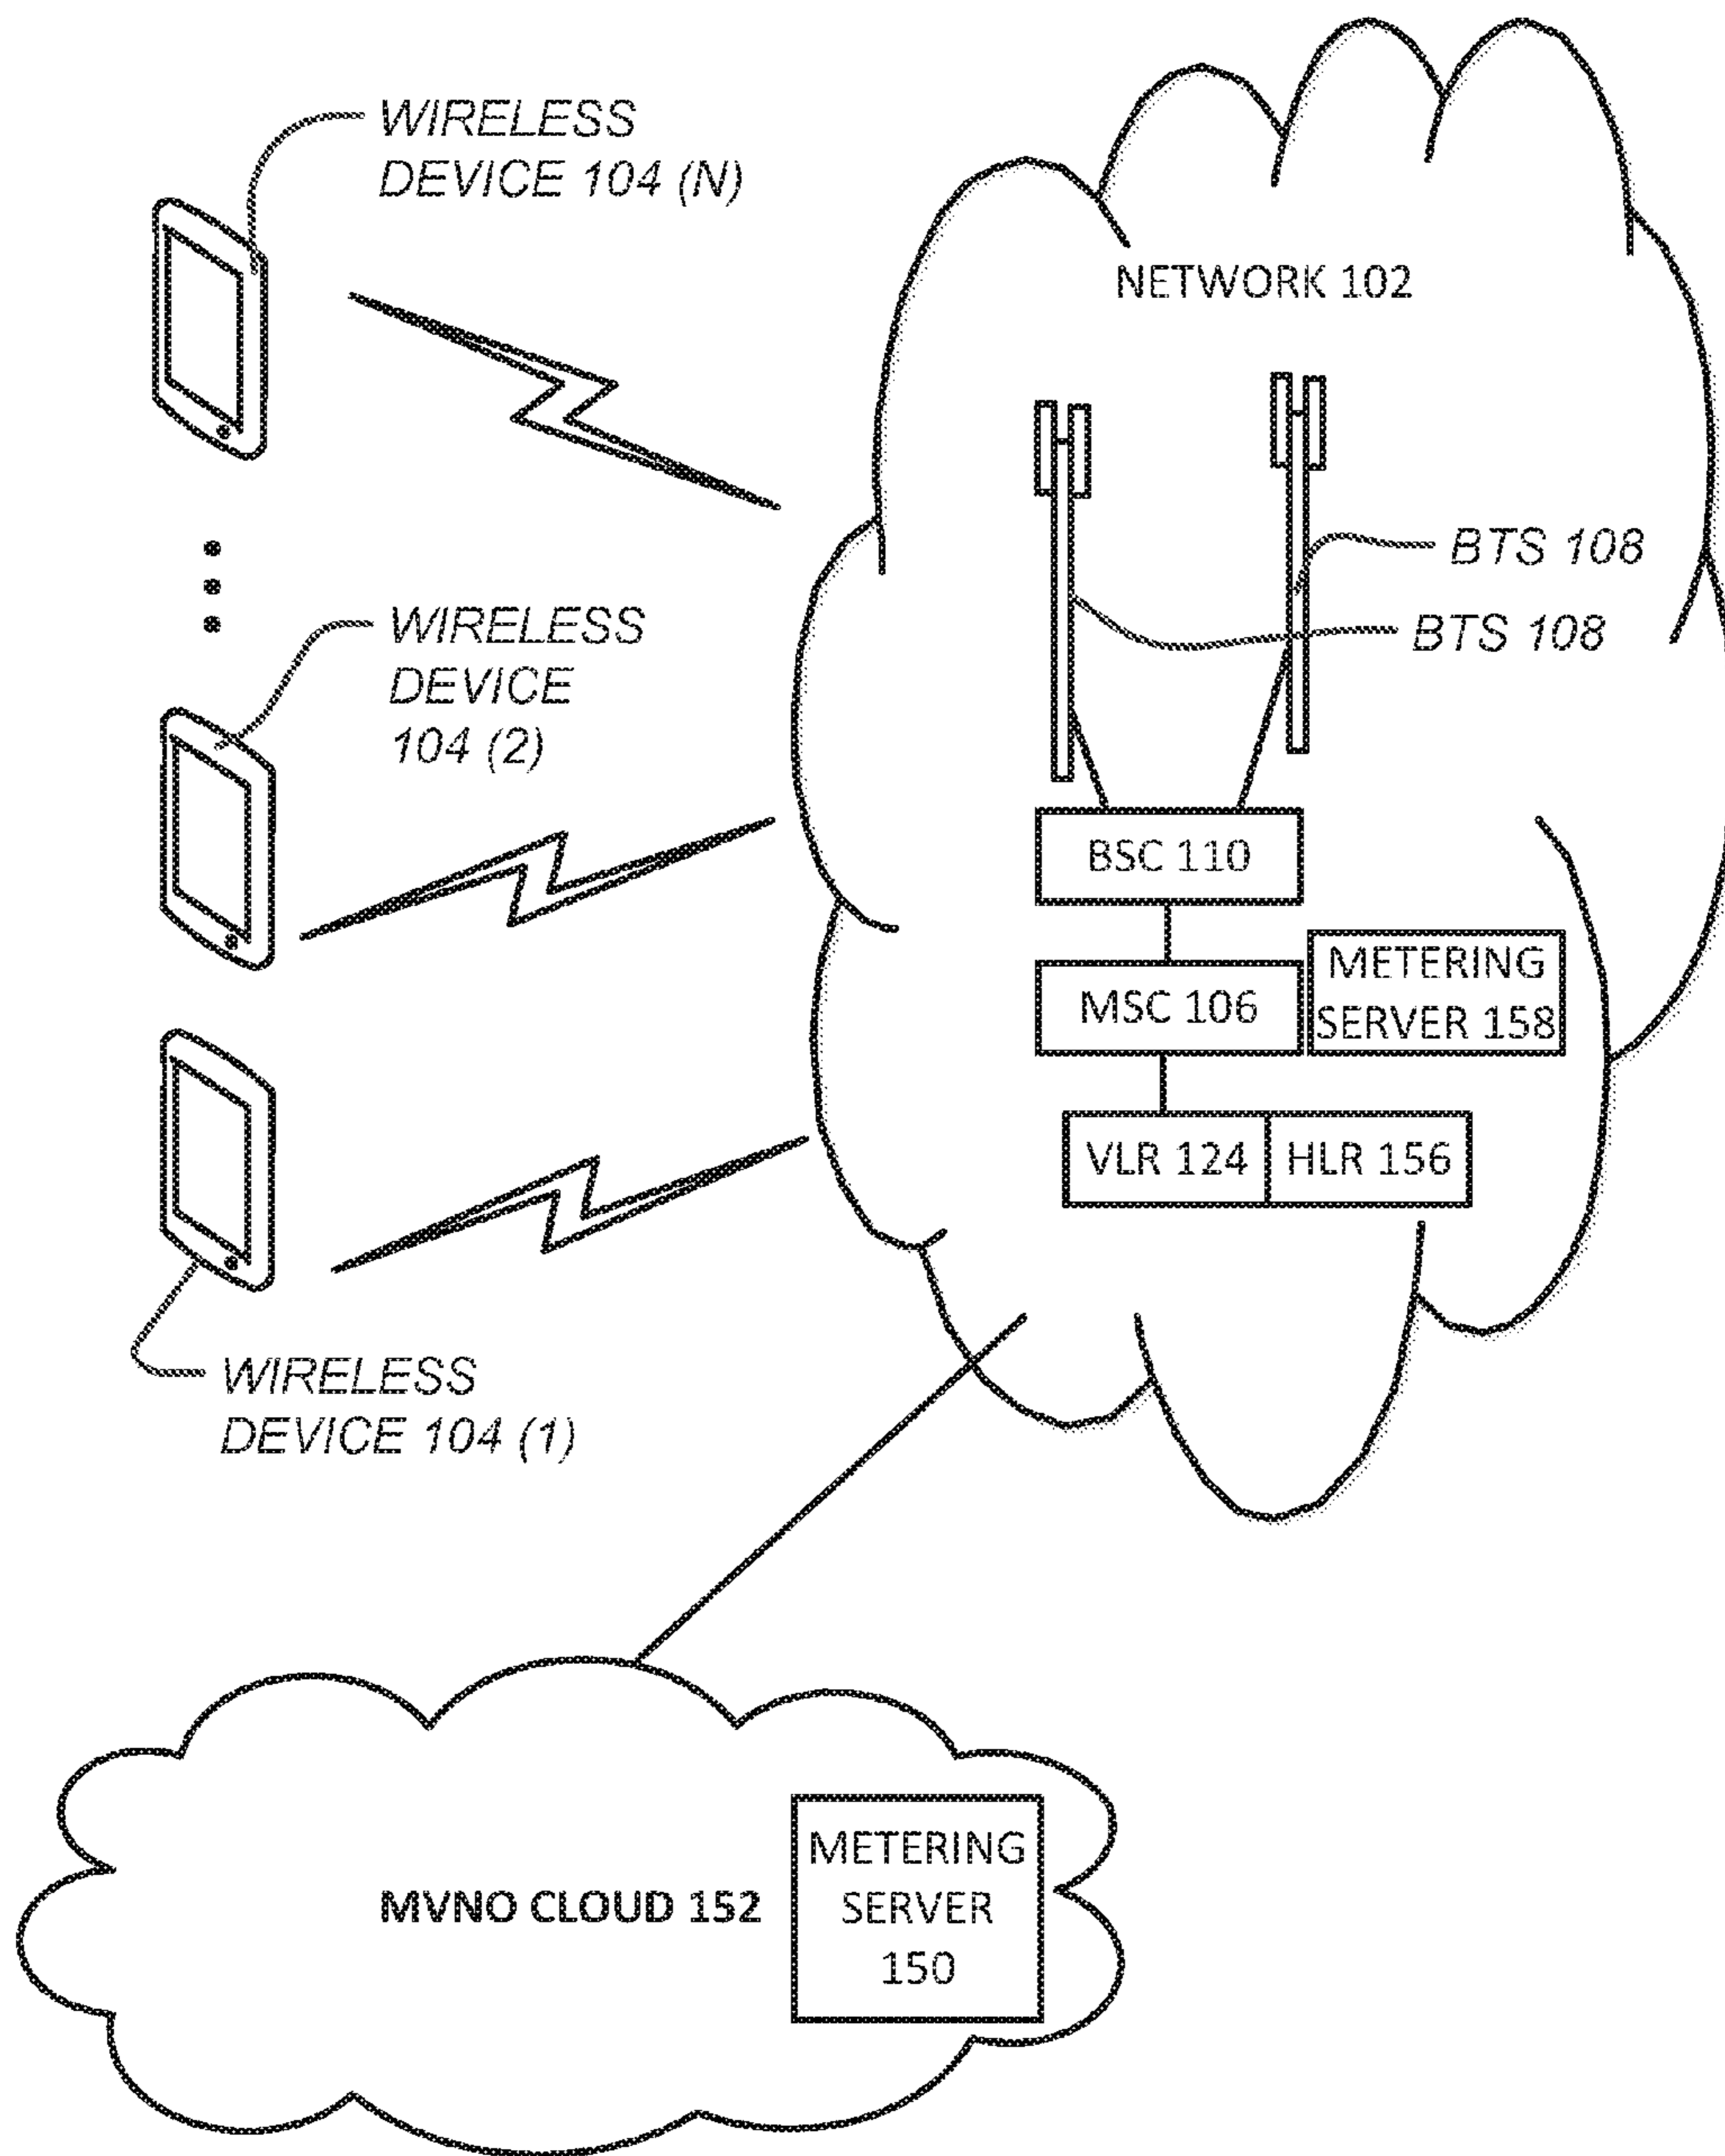 WIRELESS
DEVICE 104 (N)
NETWORK 102
BTS 108
BTS 108
WIRELESS
DEVICE
104 (2)
BSC 110
MSC 106
METERING
SERVER 158
VLR 124
HLR 156
WIRELESS
DEVICE 104 (1)
MVNO CLOUD 152
METERING
SERVER
150